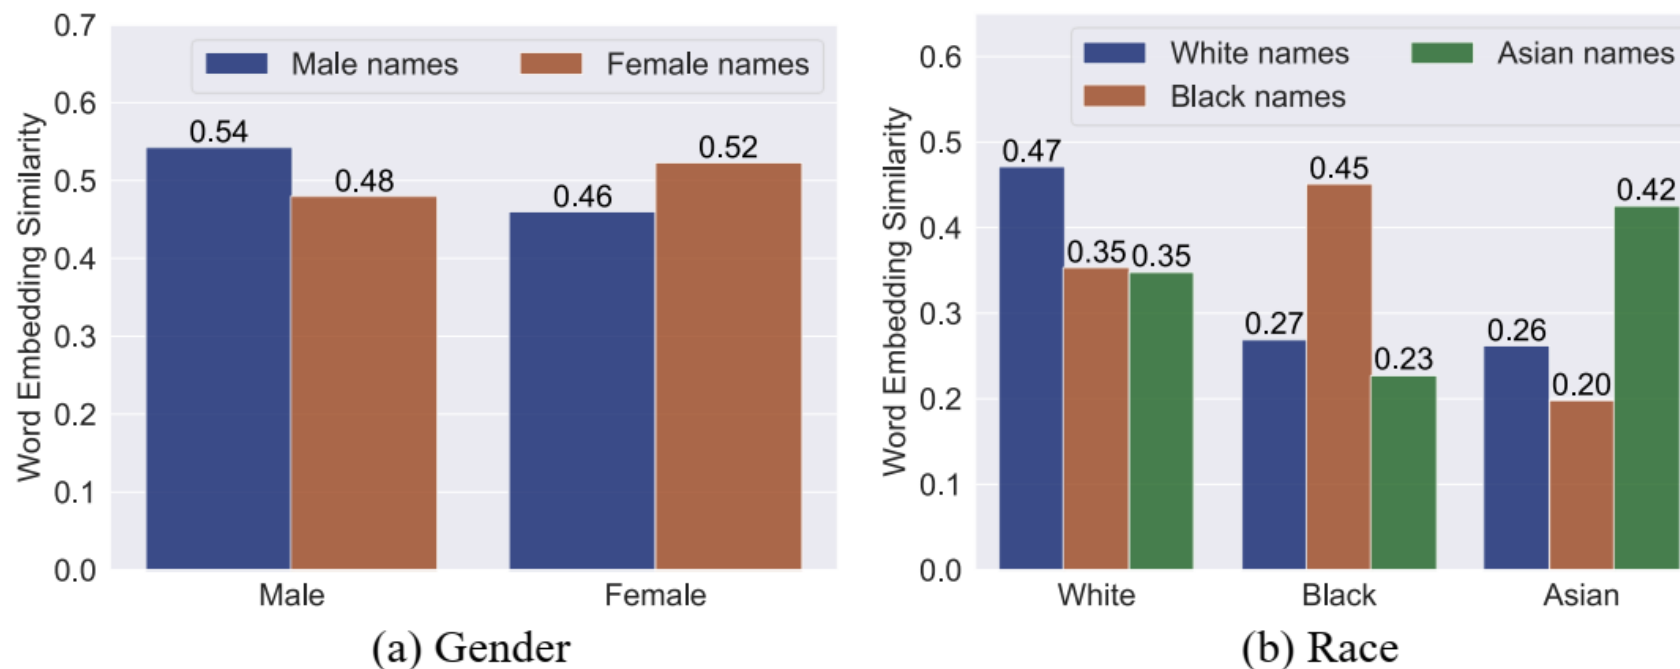 0.7
0.6
0.5
0.4
0.3
0.2
0.1
0.0
Word Embedding Similarity
Male names Female names
0.54 0.48 0.46 0.52
Male Female
(a) Gender
0.6
0.5
0.4
0.3
0.2
0.1
0.0
Word Embedding Similarity
White names Asian names
Black names
0.47 0.35 0.35 0.27 0.45 0.23 0.26 0.20 0.42
White Black Asian
(b) Race